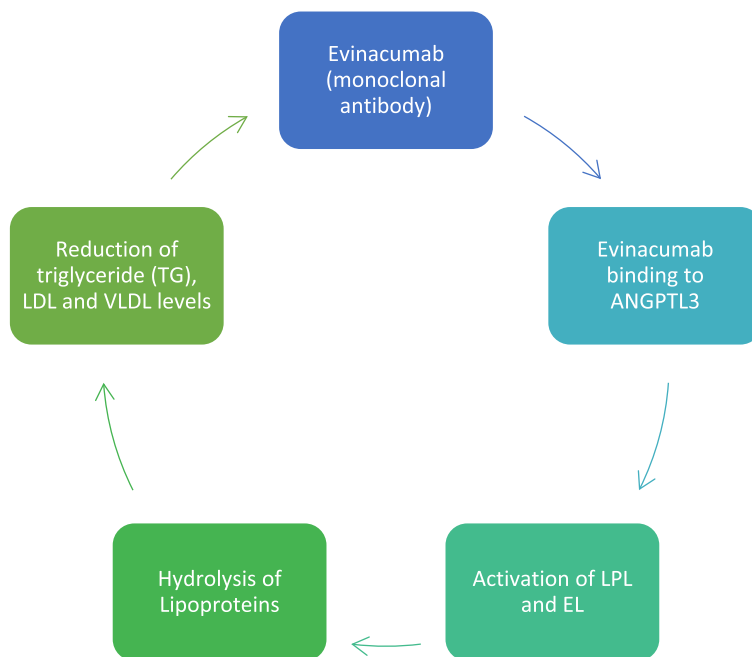 Evinacumab
(monoclonal
antibody)
Evinacumab
binding to
ANGPTL3
Activation of LPL
and EL
Hydrolysis of
Lipoproteins
Reduction of
triglyceride (TG),
LDL and VLDL levels